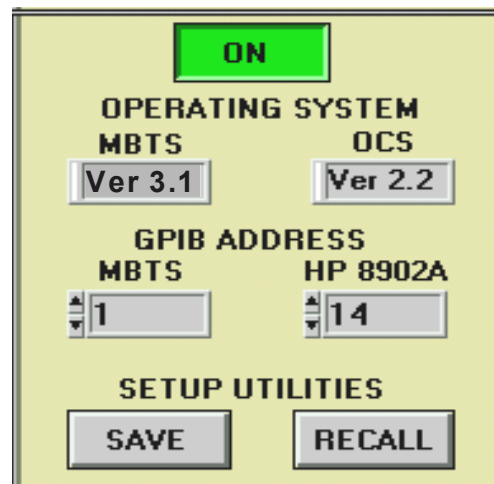 ON
OPERATING SYSTEM
MBTS OCS
Ver 3.1 Ver 2.2
GPIB ADDRESS
MBTS HP 8902A
1 14
SETUP UTILITIES
SAVE RECALL